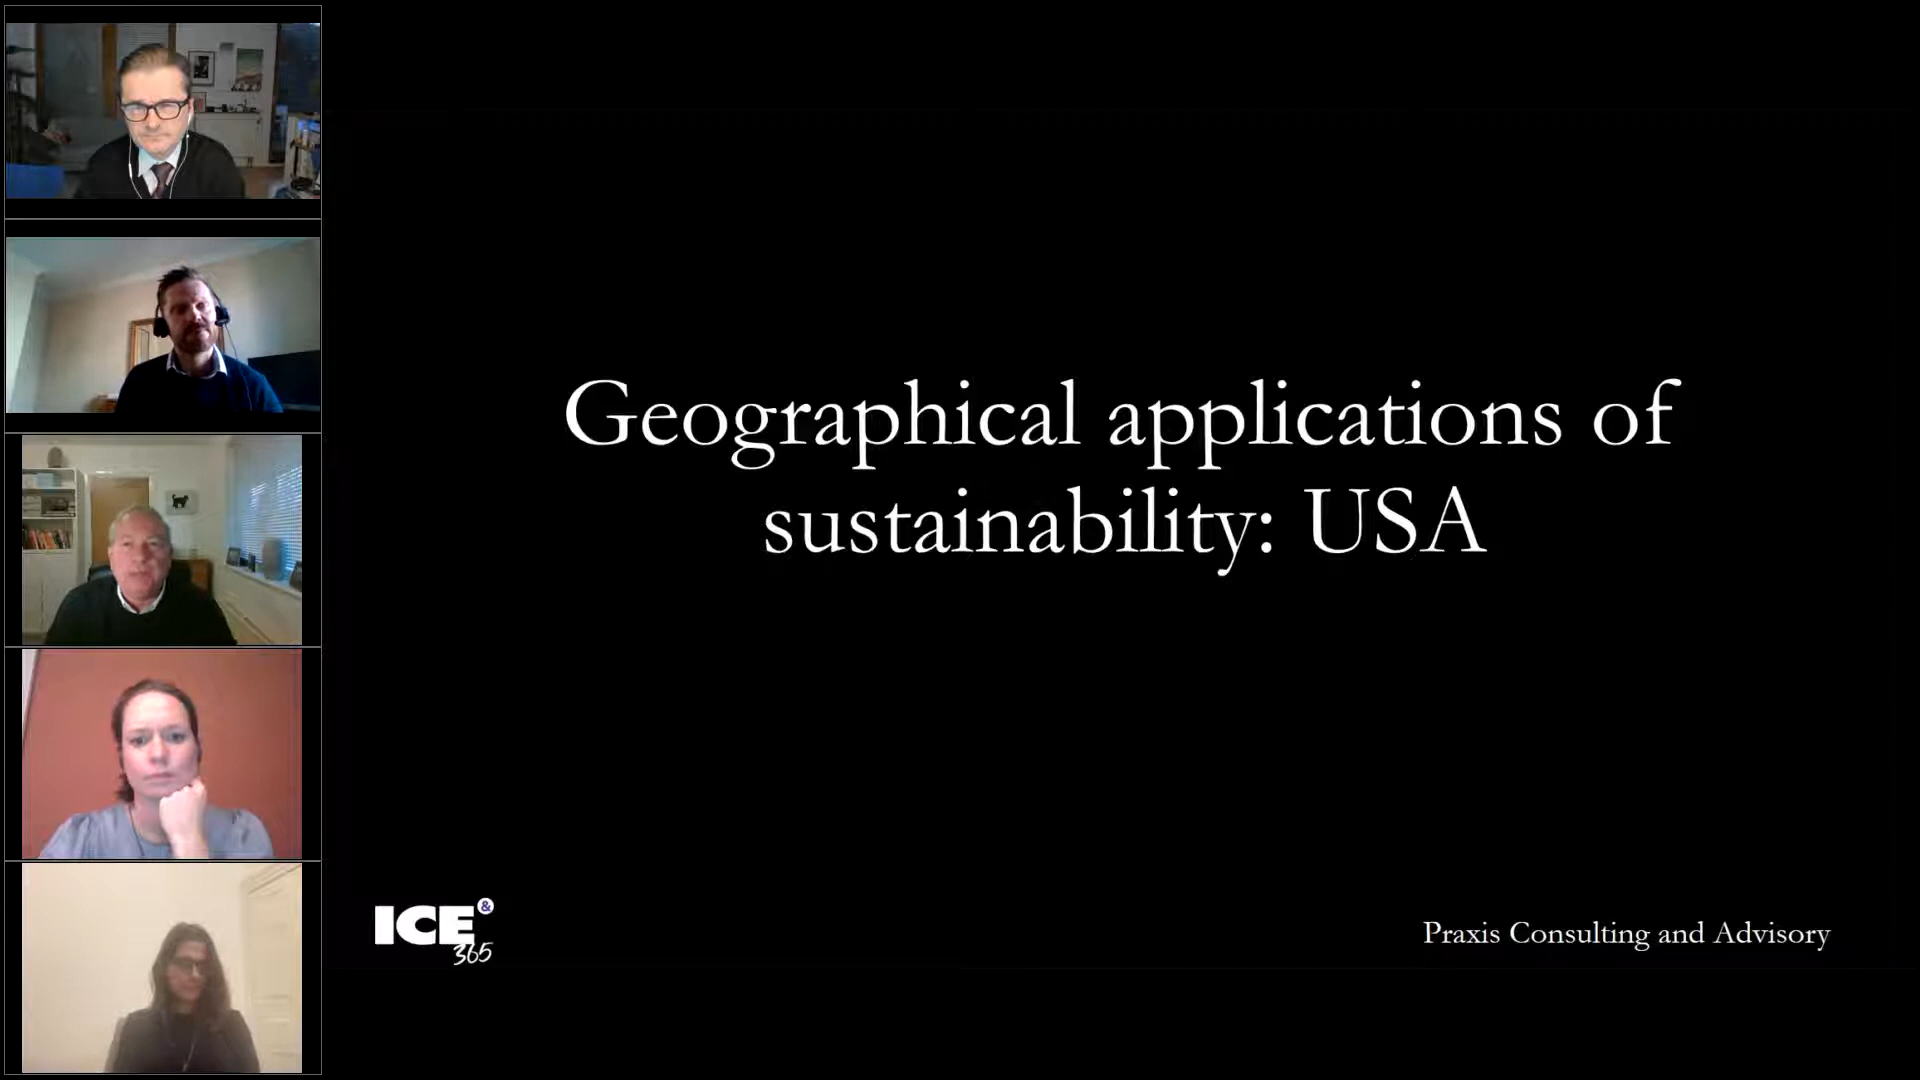 Geographical applications of
sustainability: USA
ICE &
365
Praxis Consulting and Advisory